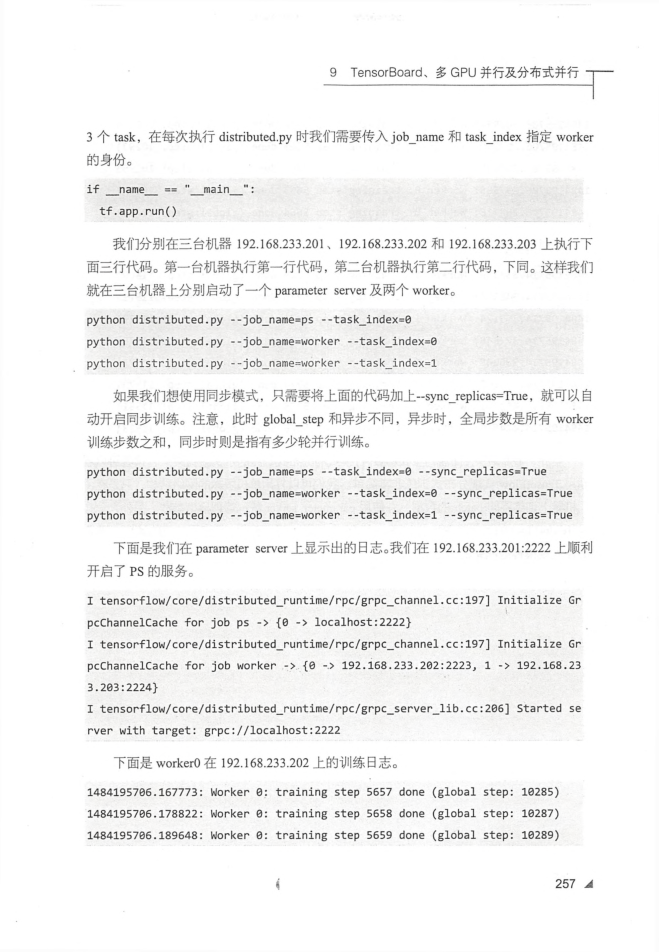 9 TensorBoard、多 GPU 并行及分布式并行
3 个 task，在每次执行 distributed.py 时我们需要传入 job_name 和 task_index 指定 worker
的身份。
if __name__ == "__main__":
  tf.app.run()
我们分别在三台机器 192.168.233.201、192.168.233.202 和 192.168.233.203 上执行下
面三行代码。第一台机器执行第一行代码，第二台机器执行第二行代码，下同。这样我们
就在三台机器上分别启动了一个 parameter server 及两个 worker。
python distributed.py --job_name=ps --task_index=0
python distributed.py --job_name=worker --task_index=0
python distributed.py --job_name=worker --task_index=1
如果我们想使用同步模式，只需要将上面的代码加上--sync_replicas=True，就可以自
动开启同步训练。注意，此时 global_step 和异步不同，异步时，全局步数是所有 worker
训练步数之和，同步时则是指有多少轮并行训练。
python distributed.py --job_name=ps --task_index=0 --sync_replicas=True
python distributed.py --job_name=worker --task_index=0 --sync_replicas=True
python distributed.py --job_name=worker --task_index=1 --sync_replicas=True
下面是我们在 parameter server 上显示出的日志。我们在 192.168.233.201:2222 上顺利
开启了 PS 的服务。
I tensorflow/core/distributed_runtime/rpc/grpc_channel.cc:197] Initialize Gr
pcChannelCache for job ps -> {0 -> localhost:2222}
I tensorflow/core/distributed_runtime/rpc/grpc_channel.cc:197] Initialize Gr
pcChannelCache for job worker -> {0 -> 192.168.233.202:2223, 1 -> 192.168.23
3.203:2224}
I tensorflow/core/distributed_runtime/rpc/grpc_server_lib.cc:206] Started se
rver with target: grpc://localhost:2222
下面是 worker0 在 192.168.233.202 上的训练日志。
1484195706.167773: Worker 0: training step 5657 done (global step: 10285)
1484195706.178822: Worker 0: training step 5658 done (global step: 10287)
1484195706.189648: Worker 0: training step 5659 done (global step: 10289)
257